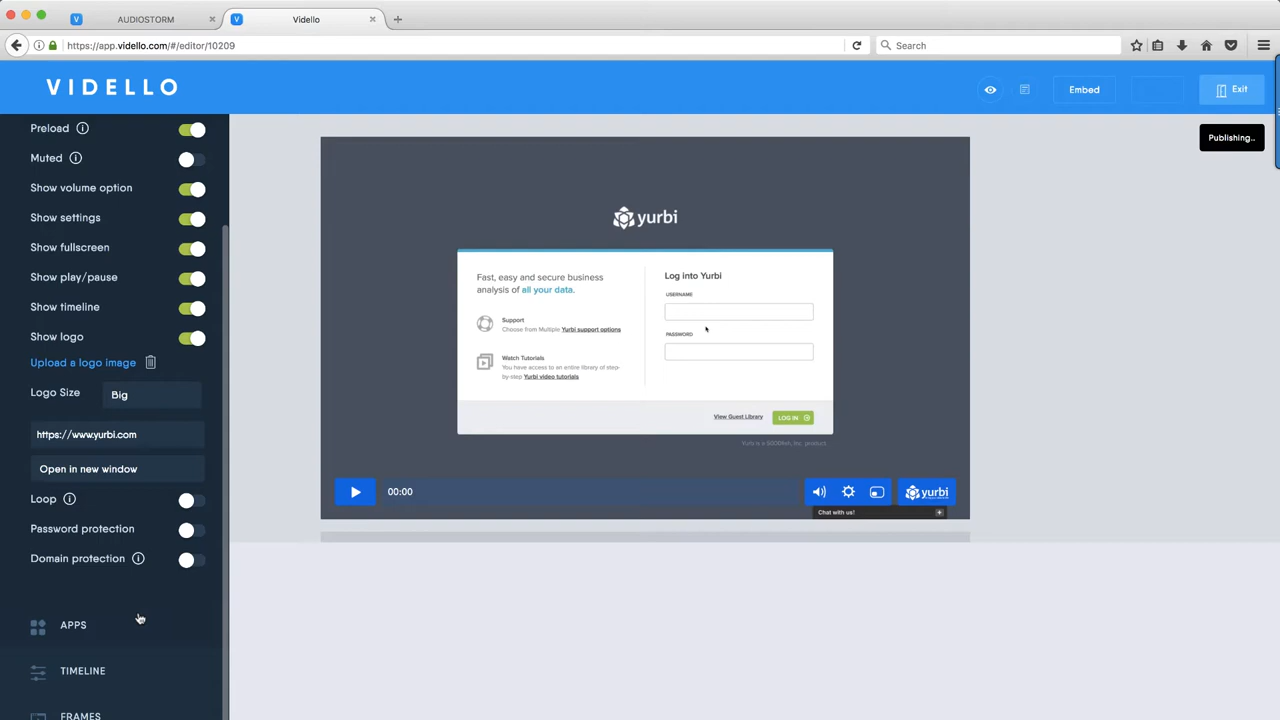 AUDIOSTORM
Vidello
https://app.vidello.com/#/editor/10209
Search
VIDELLO
Embed
Exit
Publishing..
Preload
Muted
Show volume option
Show settings
Show fullscreen
Show play/pause
Show timeline
Show logo
Upload a logo image
Logo Size
Big
https://www.yurbi.com
Open in new window
Loop
Password protection
Domain protection
APPS
TIMELINE
FRAMES
yurbi
Fast, easy and secure business
analysis of all your data.
Support
Choose from Multiple Yurbi support options
Watch Tutorials
You have access to an entire library of step-
by-step Yurbi video tutorials
Log into Yurbi
USERNAME
PASSWORD
View Guest Library
LOG IN
Yurbi is a 5000fish, Inc. product.
00:00
yurbi
Chat with us!